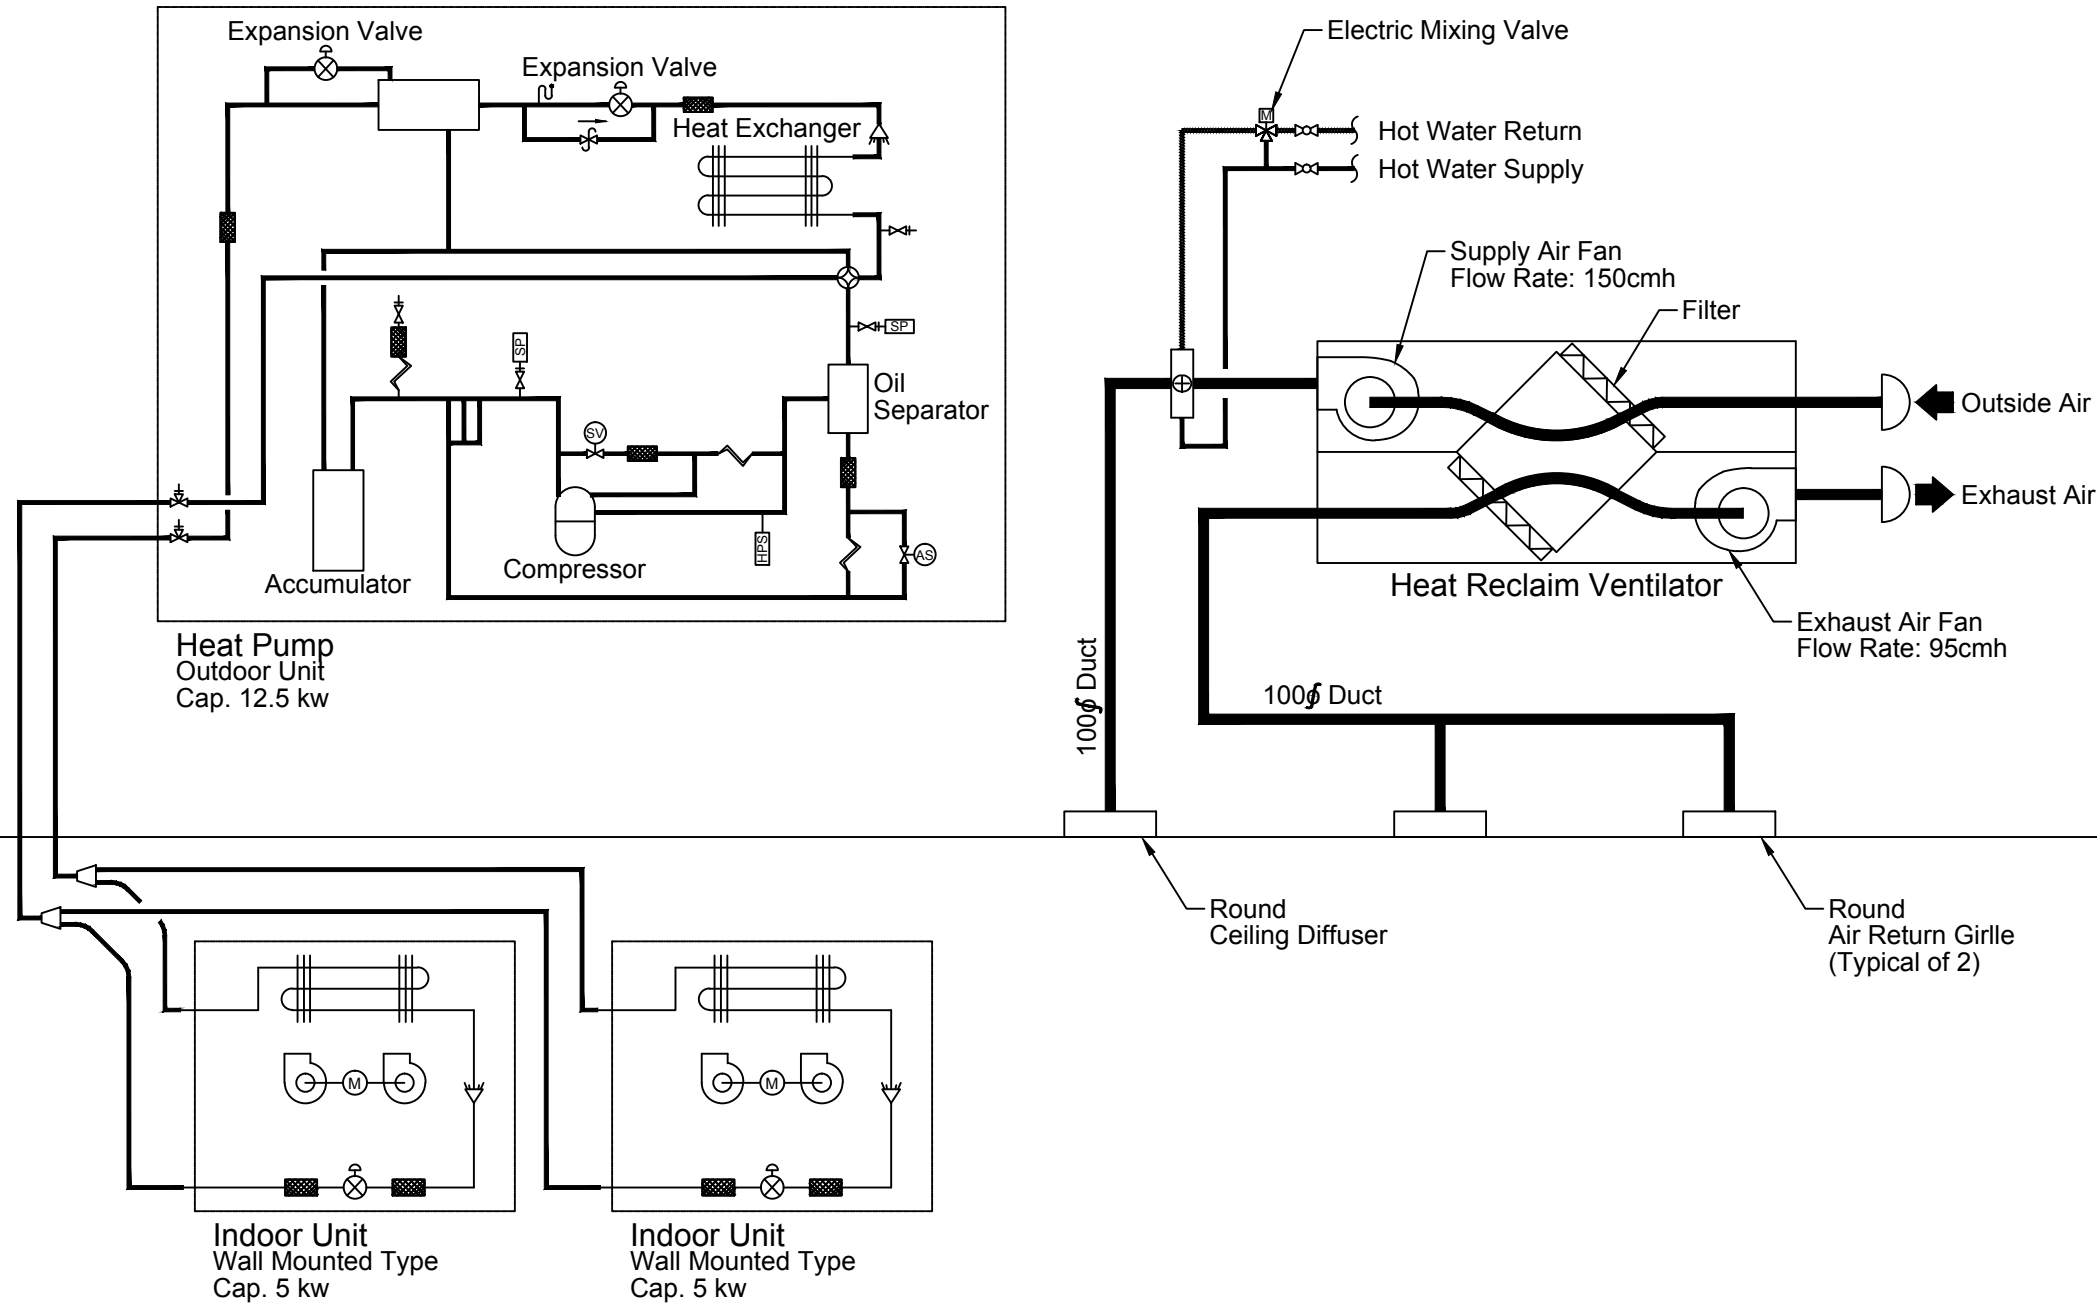 Expansion Valve
Expansion Valve
Heat Exchanger
SP
SP
SV
Oil
Separator
HPS
AS
Accumulator
Compressor
Heat Pump
Outdoor Unit
Cap. 12.5 kw
Electric Mixing Valve
M
Hot Water Return
Hot Water Supply
Supply Air Fan
Flow Rate: 150cmh
Filter
Outside Air
Exhaust Air
Heat Reclaim Ventilator
Exhaust Air Fan
Flow Rate: 95cmh
100ϕ Duct
100ϕ Duct
Round
Ceiling Diffuser
Round
Air Return Girlle
(Typical of 2)
M
M
Indoor Unit
Wall Mounted Type
Cap. 5 kw
Indoor Unit
Wall Mounted Type
Cap. 5 kw